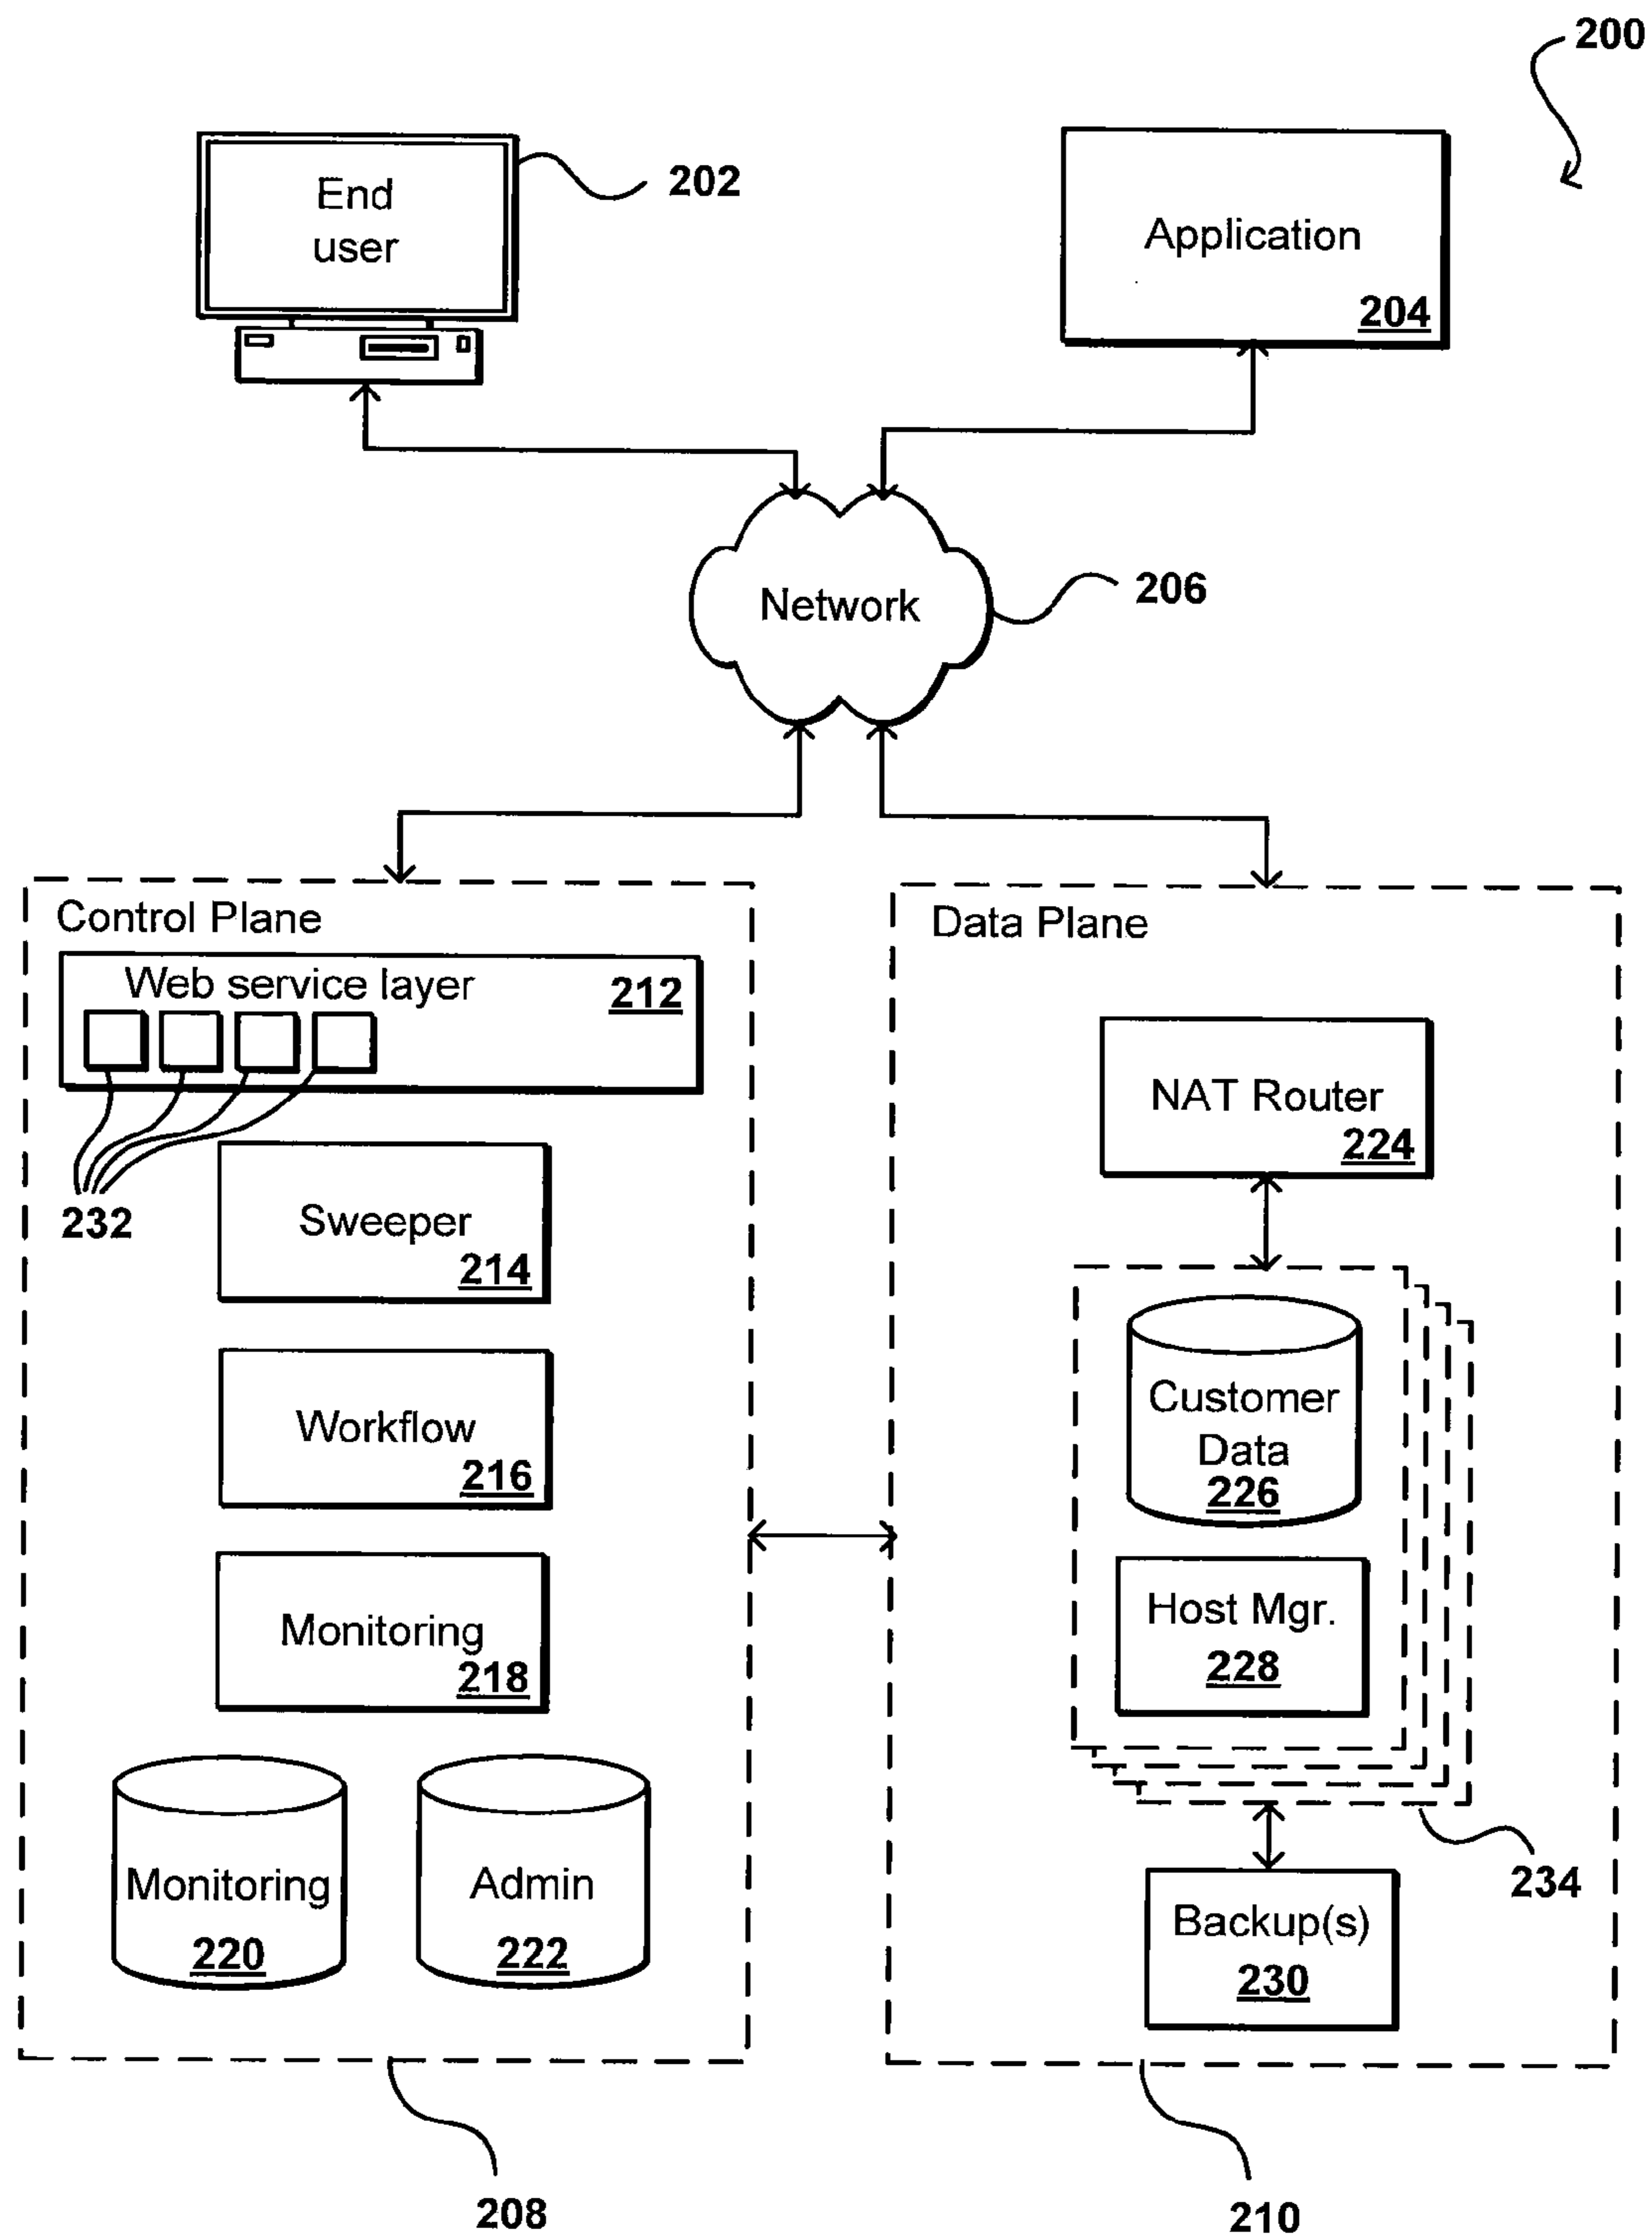 200
End
user
202
Application
204
Network
206
Control Plane
Web service layer
212
232
Sweeper
214
Workflow
216
Monitoring
218
Monitoring
220
Admin
222
208
Data Plane
NAT Router
224
Customer
Data
226
Host Mgr.
228
234
Backup(s)
230
210